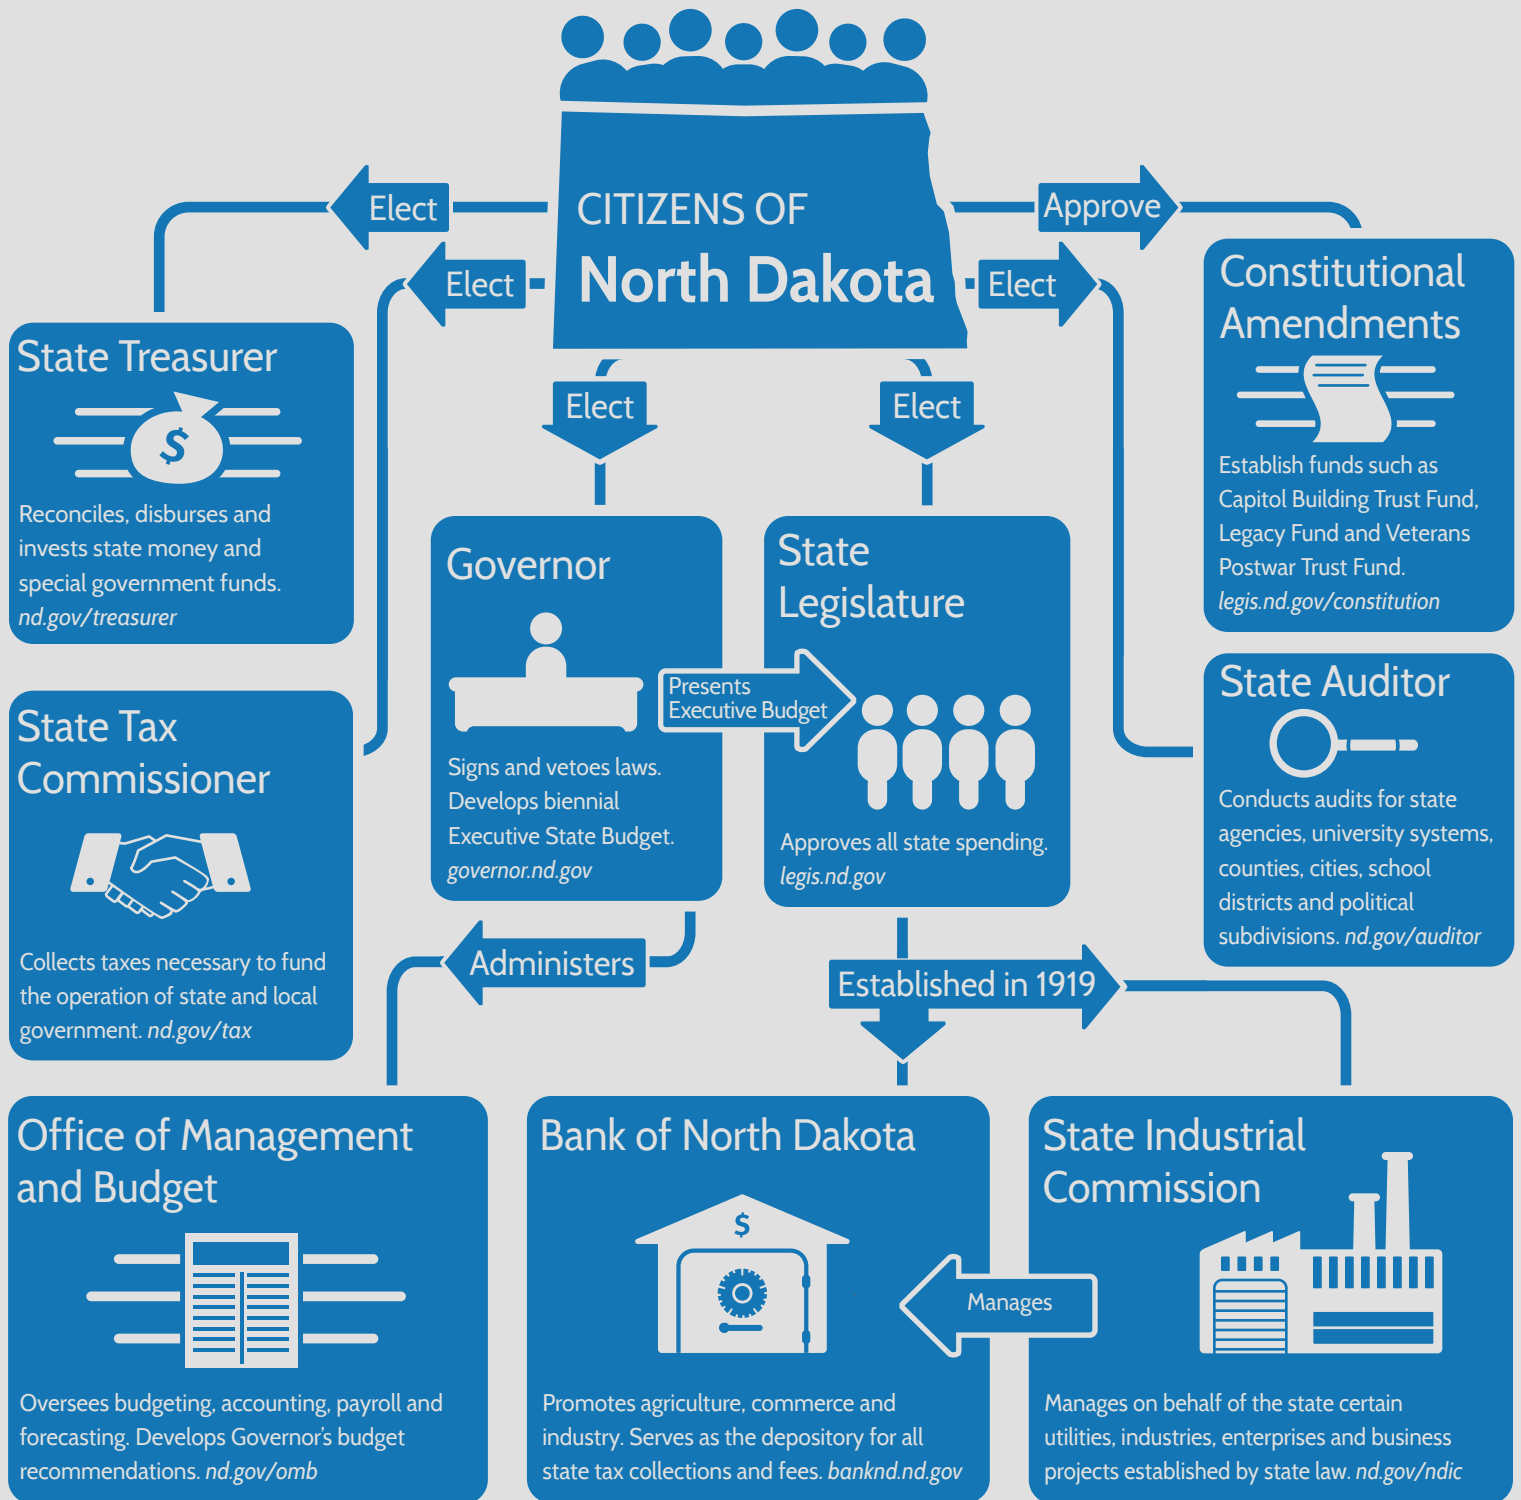 CITIZENS OF
North Dakota
Elect
Approve
Elect
Elect
Elect
Elect
State Treasurer
$
Reconciles, disburses and
invests state money and
special government funds.
nd.gov/treasurer
Constitutional
Amendments
Establish funds such as
Capitol Building Trust Fund,
Legacy Fund and Veterans
Postwar Trust Fund.
legis.nd.gov/constitution
Governor
Signs and vetoes laws.
Develops biennial
Executive State Budget.
governor.nd.gov
Presents
Executive Budget
State
Legislature
Approves all state spending.
legis.nd.gov
State Tax
Commissioner
Collects taxes necessary to fund
the operation of state and local
government. nd.gov/tax
State Auditor
Conducts audits for state
agencies, university systems,
counties, cities, school
districts and political
subdivisions. nd.gov/auditor
Administers
Established in 1919
Office of Management
and Budget
Oversees budgeting, accounting, payroll and
forecasting. Develops Governor's budget
recommendations. nd.gov/omb
Bank of North Dakota
$
Promotes agriculture, commerce and
industry. Serves as the depository for all
state tax collections and fees. banknd.nd.gov
Manages
State Industrial
Commission
Manages on behalf of the state certain
utilities, industries, enterprises and business
projects established by state law. nd.gov/ndic